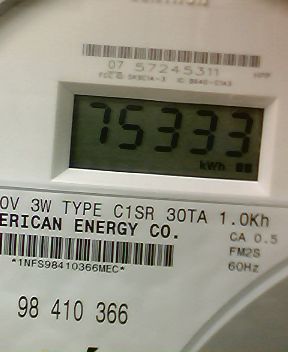 07 57245311
75333
kWh
0V 3W TYPE C1SR 30TA 1.0Kh
ERICAN ENERGY CO.
CA 0.5
FM2S
60Hz
*1NFS98410366MEC*
98 410 366